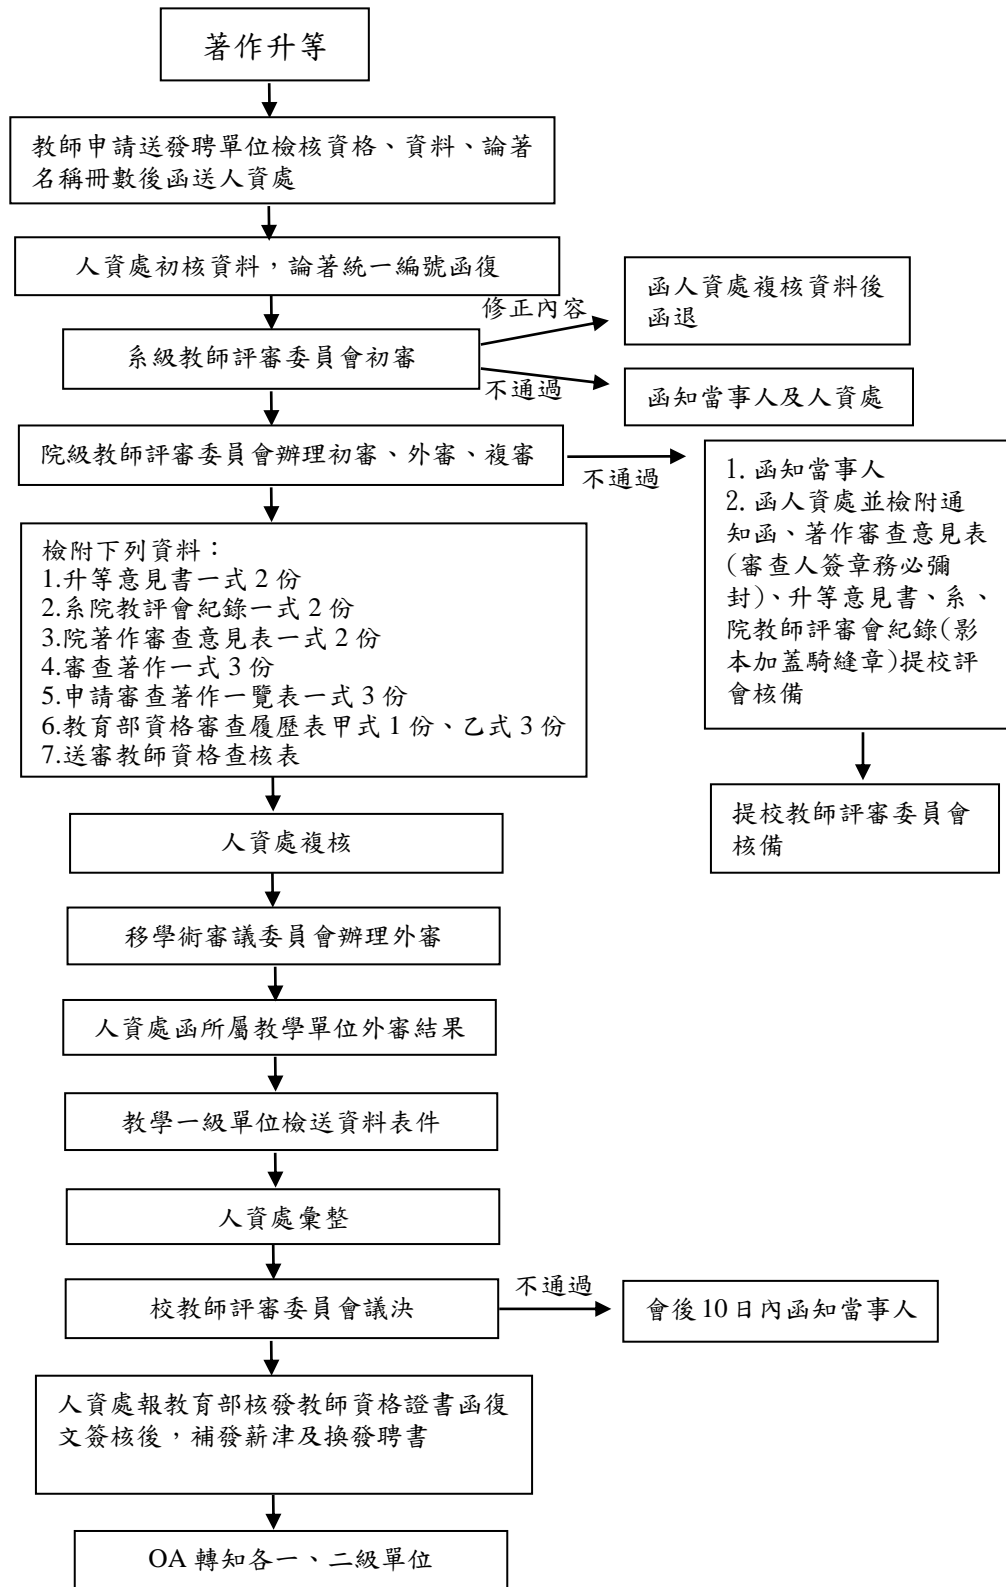 著作升等
教師申請送發聘單位檢核資格、資料、論著
名稱冊數後函送人資處
人資處初核資料，論著統一編號函復
修正內容
函人資處複核資料後
函退
系級教師評審委員會初審
不通過
函知當事人及人資處
院級教師評審委員會辦理初審、外審、複審
不通過
1. 函知當事人
2. 函人資處並檢附通
知函、著作審查意見表
(審查人簽章務必彌
封)、升等意見書、系、
院教師評審會紀錄(影
本加蓋騎縫章)提校評
會核備
提校教師評審委員會
核備
檢附下列資料：
1.升等意見書一式 2 份
2.系院教評會紀錄一式 2 份
3.院著作審查意見表一式 2 份
4.審查著作一式 3 份
5.申請審查著作一覽表一式 3 份
6.教育部資格審查履歷表甲式 1 份、乙式 3 份
7.送審教師資格查核表
人資處複核
移學術審議委員會辦理外審
人資處函所屬教學單位外審結果
教學一級單位檢送資料表件
人資處彙整
校教師評審委員會議決
不通過
會後 10 日內函知當事人
人資處報教育部核發教師資格證書函復
文簽核後，補發薪津及換發聘書
OA 轉知各一、二級單位